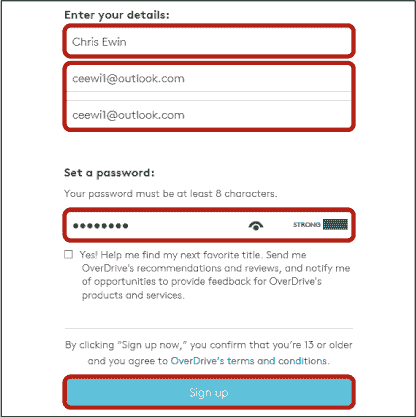 Enter your details:
Chris Ewin
ceewi1@outlook.com
ceewi1@outlook.com
Set a password:
Your password must be at least 8 characters.
●●●●●●●● STRONG
Yes! Help me find my next favorite title. Send me
OverDrive's recommendations and reviews, and notify me
of opportunities to provide feedback for OverDrive's
products and services.
By clicking "Sign up now," you confirm that you're 13 or older
and you agree to OverDrive's terms and conditions.
Sign up